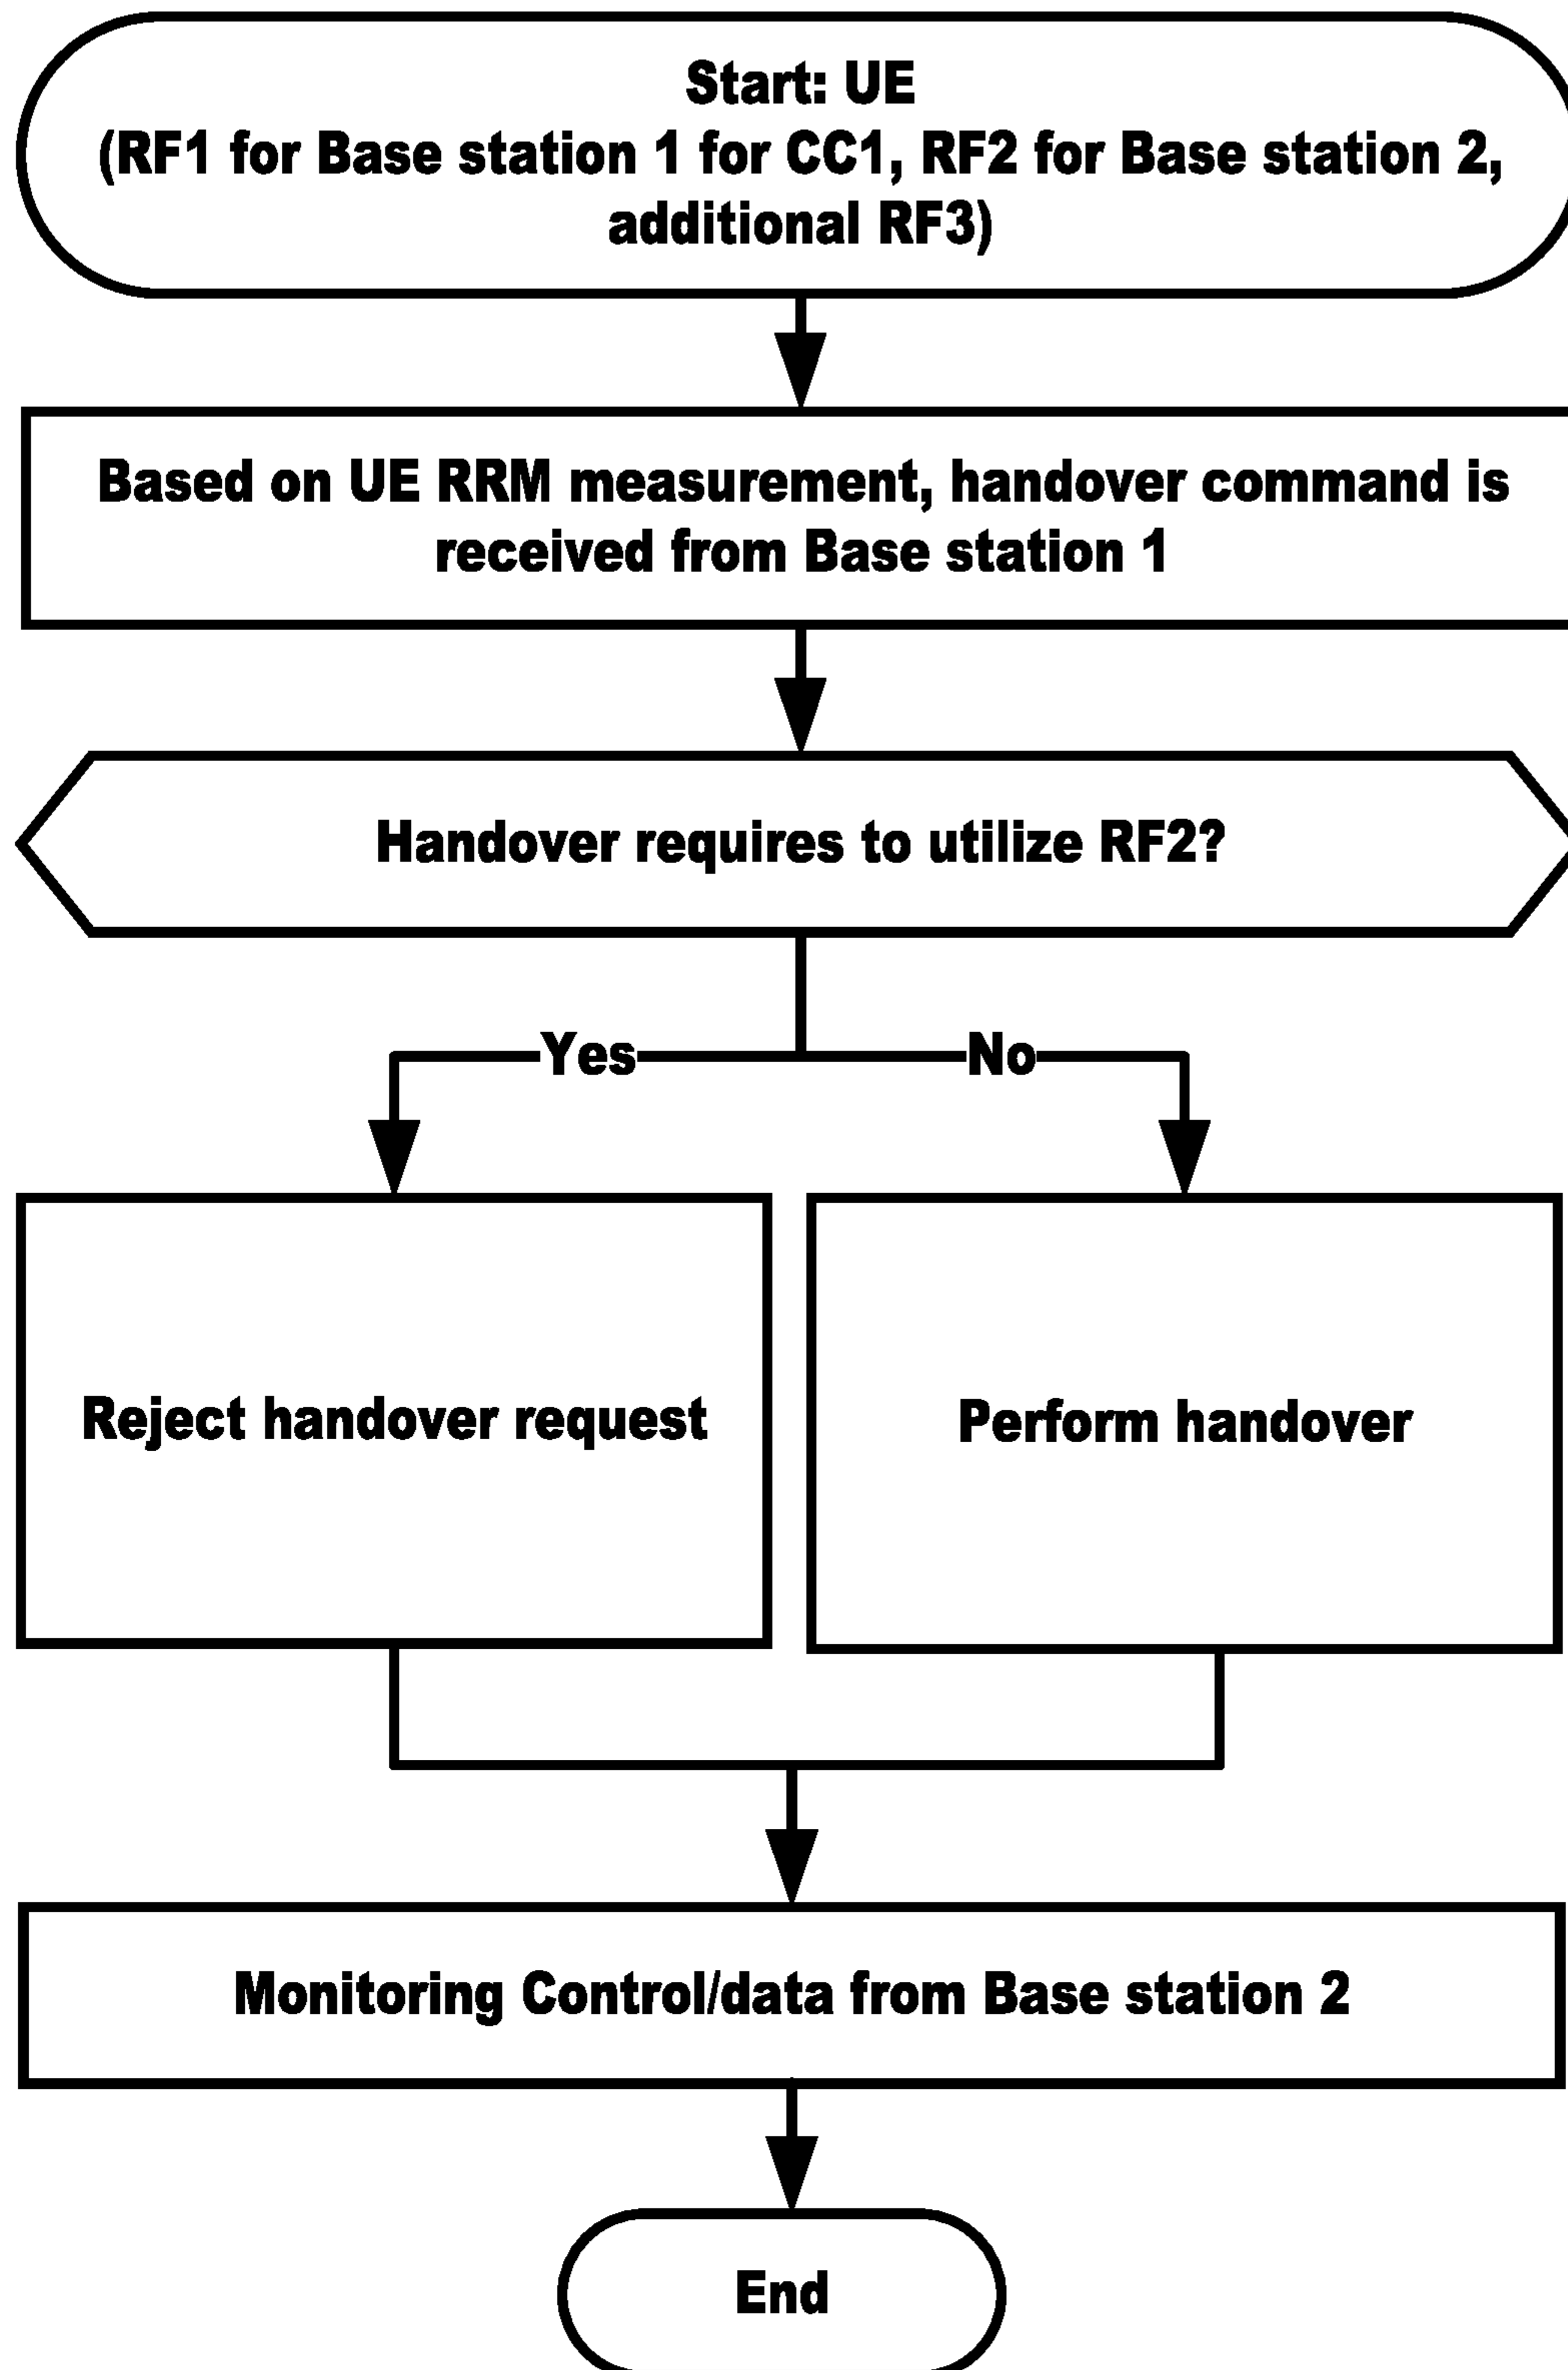 Start: UE
(RF1 for Base station 1 for CC1, RF2 for Base station 2,
additional RF3)
Based on UE RRM measurement, handover command is
received from Base station 1
Handover requires to utilize RF2?
Yes
No
Reject handover request
Perform handover
Monitoring Control/data from Base station 2
End